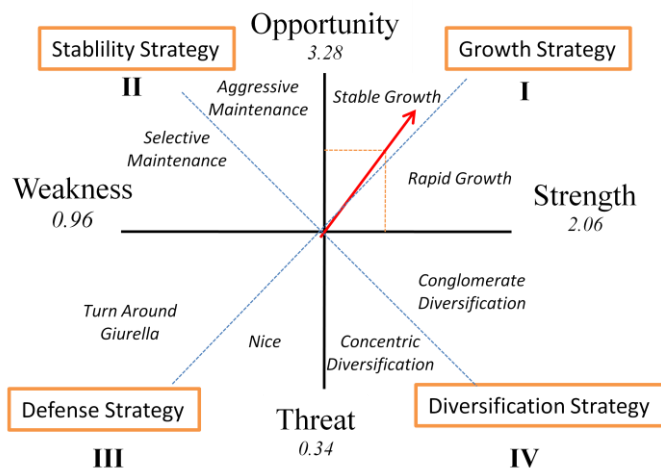 Opportunity
3.28
Stablility Strategy
II
Growth Strategy
I
Aggressive
Maintenance
Stable Growth
Selective
Maintenance
Rapid Growth
Weakness
0.96
Strength
2.06
Conglomerate
Diversification
Turn Around
Giurella
Nice
Concentric
Diversification
Defense Strategy
III
Threat
0.34
Diversification Strategy
IV